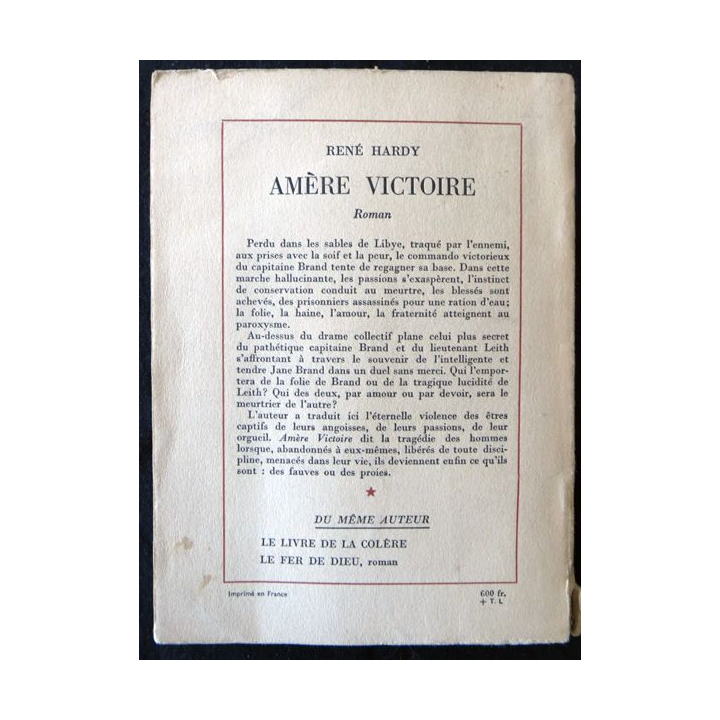 RENÉ HARDY
AMÈRE VICTOIRE
Roman
Perdu dans les sables de Libye, traqué par l'ennemi,
aux prises avec la soif et la peur, le commando victorieux
du capitaine Brand tente de regagner sa base. Dans cette
marche hallucinante, les passions s'exaspèrent, l'instinct
de conservation conduit au meurtre, les blessés sont
achevés, des prisonniers assassinés pour une ration d'eau;
la folie, la haine, l'amour, la fraternité atteignent au
paroxysme.
Au-dessus du drame collectif plane celui plus secret
du pathétique capitaine Brand et du lieutenant Leith
s'affrontant à travers le souvenir de l'intelligente et
tendre Jane Brand dans un duel sans merci. Qui l'empor-
tera de la folie de Brand ou de la tragique lucidité de
Leith? Qui des deux, par amour ou par devoir, sera le
meurtrier de l'autre?
L'auteur a traduit ici l'éternelle violence des êtres
captifs de leurs angoisses, de leurs passions, de leur
orgueil. Amère Victoire dit la tragédie des hommes
lorsque, abandonnés à eux-mêmes, libérés de toute disci-
pline, menacés dans leur vie, ils deviennent enfin ce qu'ils
sont : des fauves ou des proies.
DU MÊME AUTEUR
LE LIVRE DE LA COLÈRE
LE FER DE DIEU, roman
Imprimé en France
600 fr.
+ T. L